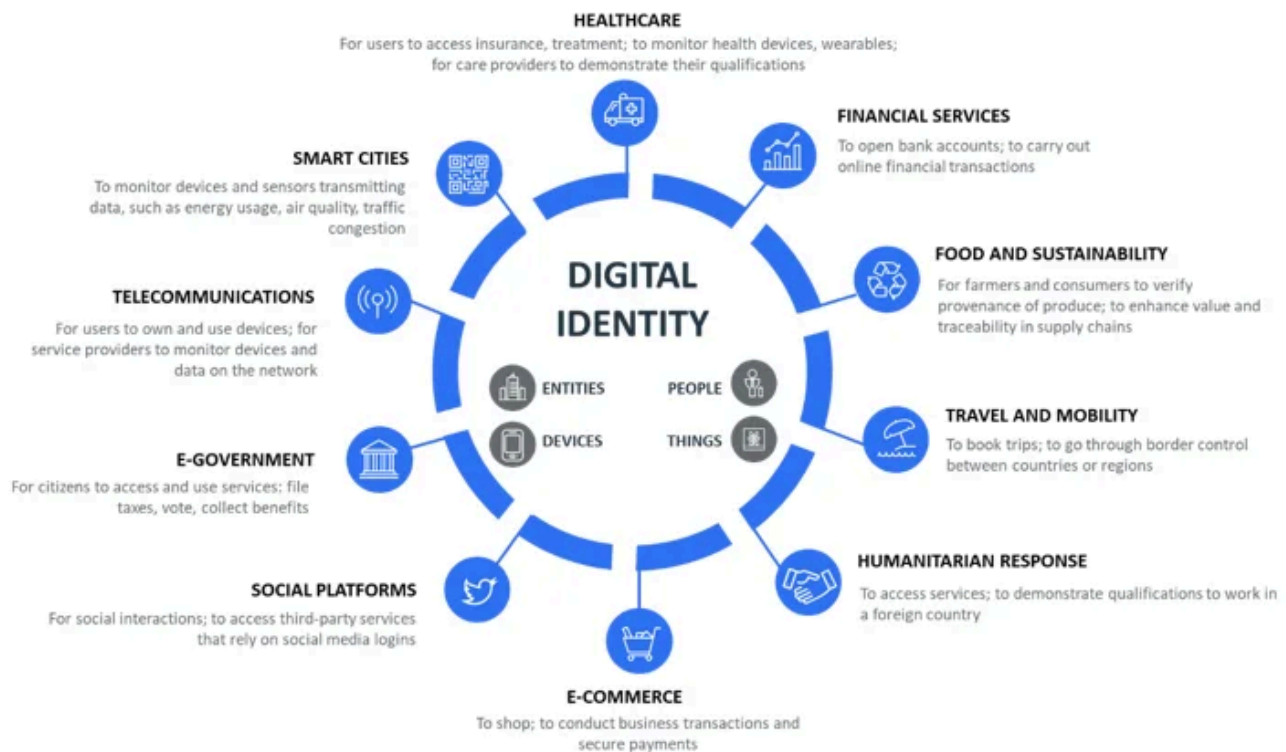 HEALTHCARE
For users to access insurance, treatment; to monitor health devices, wearables;
for care providers to demonstrate their qualifications
FINANCIAL SERVICES
To open bank accounts; to carry out
online financial transactions
SMART CITIES
To monitor devices and sensors transmitting
data, such as energy usage, air quality, traffic
congestion
FOOD AND SUSTAINABILITY
For farmers and consumers to verify
provenance of produce; to enhance value and
traceability in supply chains
DIGITAL
IDENTITY
TELECOMMUNICATIONS
For users to own and use devices; for
service providers to monitor devices and
data on the network
ENTITIES
PEOPLE
DEVICES
THINGS
TRAVEL AND MOBILITY
To book trips; to go through border control
between countries or regions
E-GOVERNMENT
For citizens to access and use services: file
taxes, vote, collect benefits
HUMANITARIAN RESPONSE
To access services; to demonstrate qualifications to work in
a foreign country
SOCIAL PLATFORMS
For social interactions; to access third-party services
that rely on social media logins
E-COMMERCE
To shop; to conduct business transactions and
secure payments